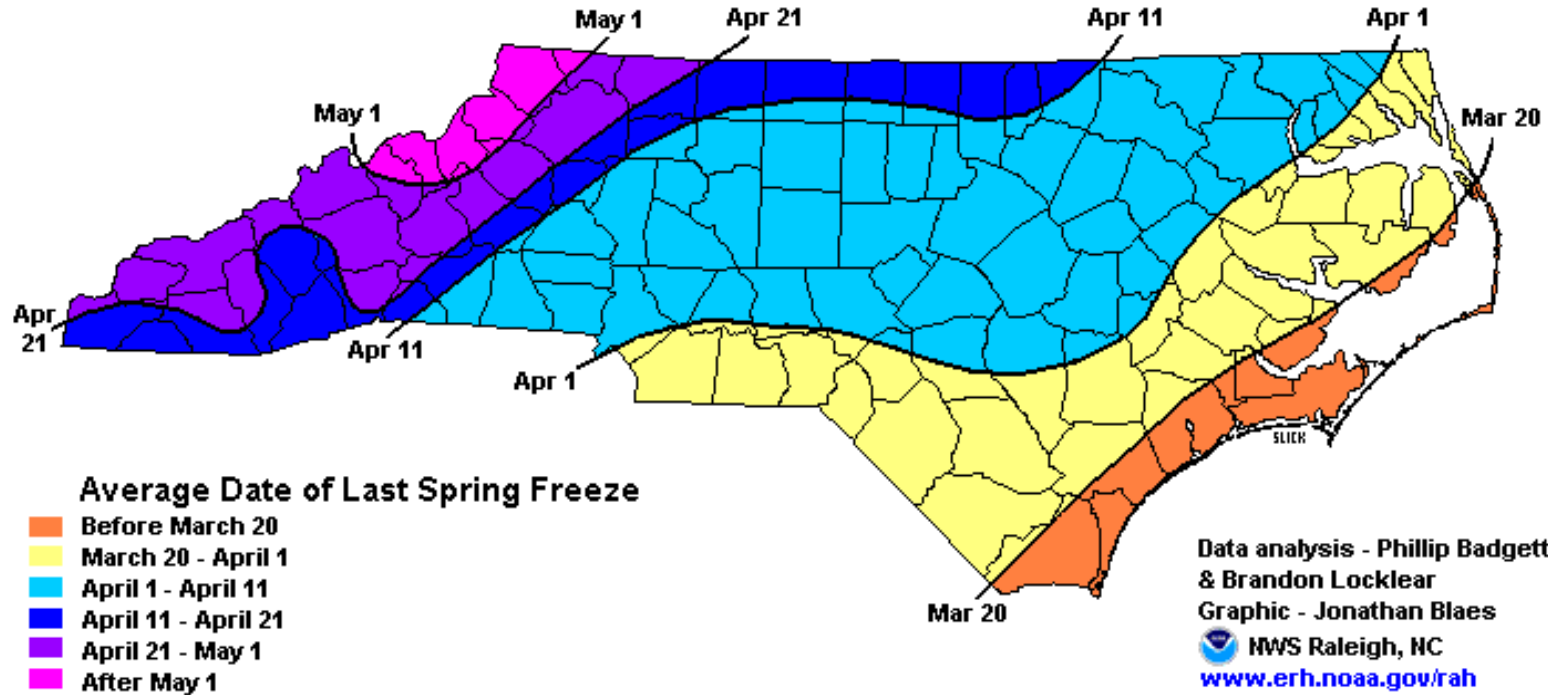 May 1
Apr 21
Apr 11
Apr 1
May 1
Mar 20
Apr
21
Apr 11
Apr 1
SLICK
Mar 20
Average Date of Last Spring Freeze
Before March 20
March 20 - April 1
April 1 - April 11
April 11 - April 21
April 21 - May 1
After May 1
Data analysis - Phillip Badgett
& Brandon Locklear
Graphic - Jonathan Blaes
NWS Raleigh, NC
www.erh.noaa.gov/rah